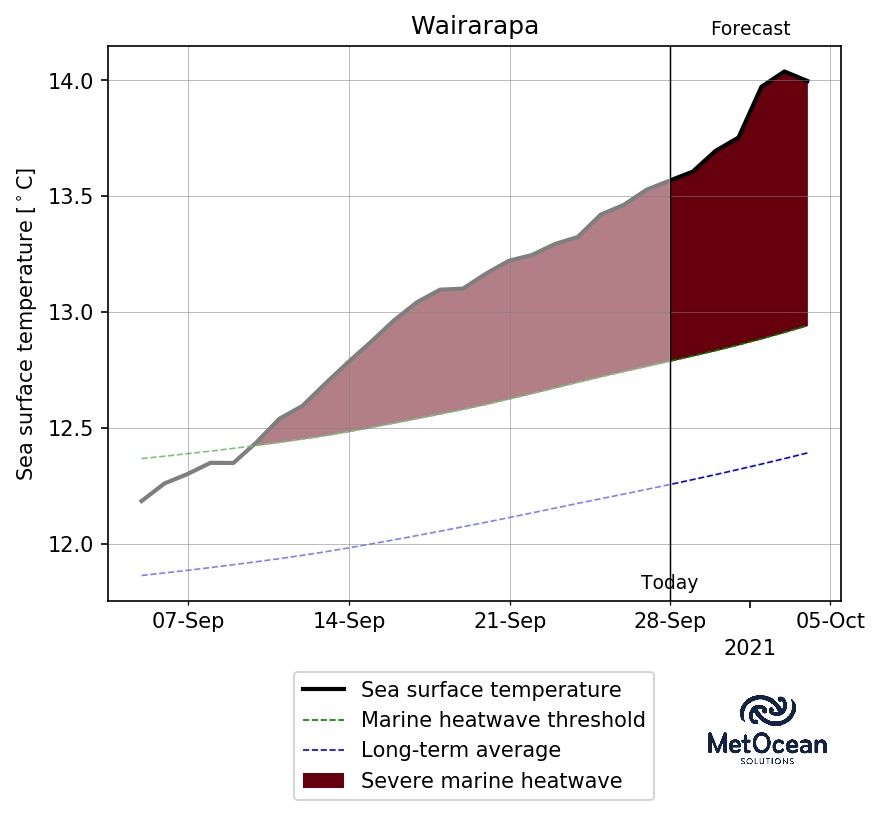 Wairarapa
Forecast
Sea surface temperature [°C]
14.0
13.5
13.0
12.5
12.0
Today
07-Sep 14-Sep 21-Sep 28-Sep 05-Oct
2021
Sea surface temperature
Marine heatwave threshold
Long-term average
Severe marine heatwave
MetOcean
SOLUTIONS